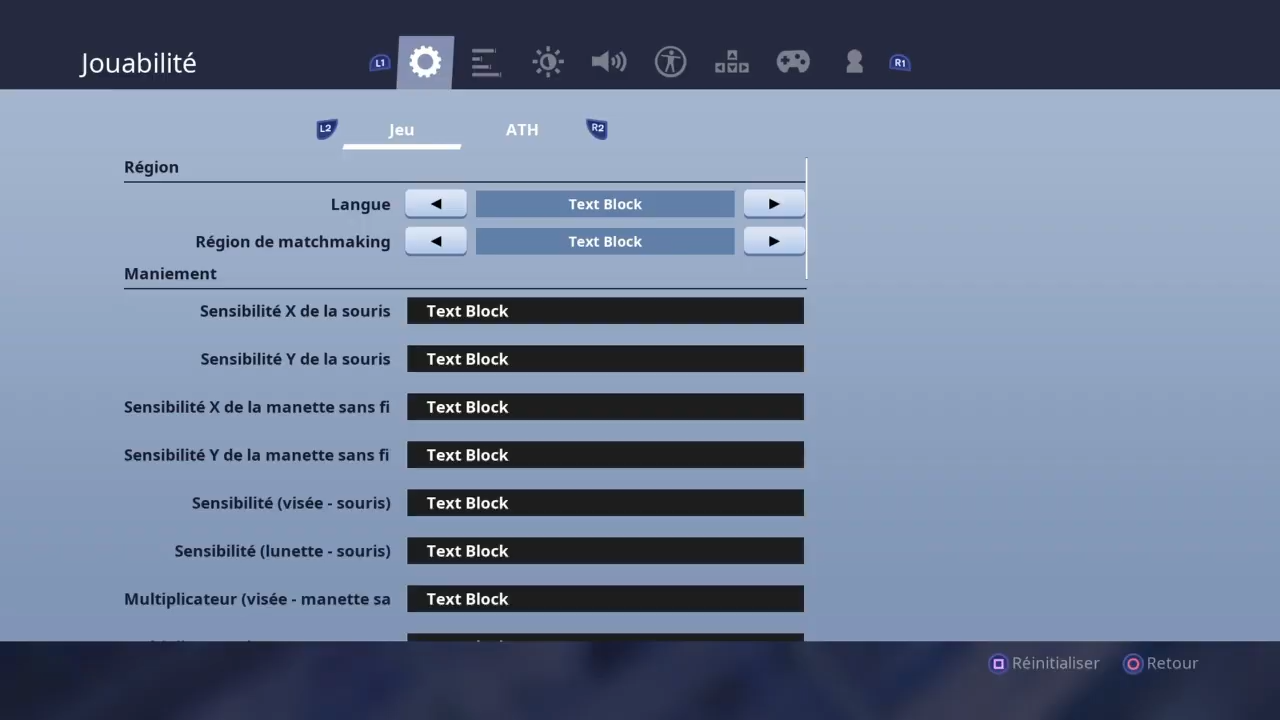 Jouabilité
L1
R1
L2
Jeu
ATH
R2
Région
Langue
Text Block
Région de matchmaking
Text Block
Maniement
Sensibilité X de la souris
Text Block
Sensibilité Y de la souris
Text Block
Sensibilité X de la manette sans fi
Text Block
Sensibilité Y de la manette sans fi
Text Block
Sensibilité (visée - souris)
Text Block
Sensibilité (lunette - souris)
Text Block
Multiplicateur (visée - manette sa
Text Block
Réinitialiser
Retour